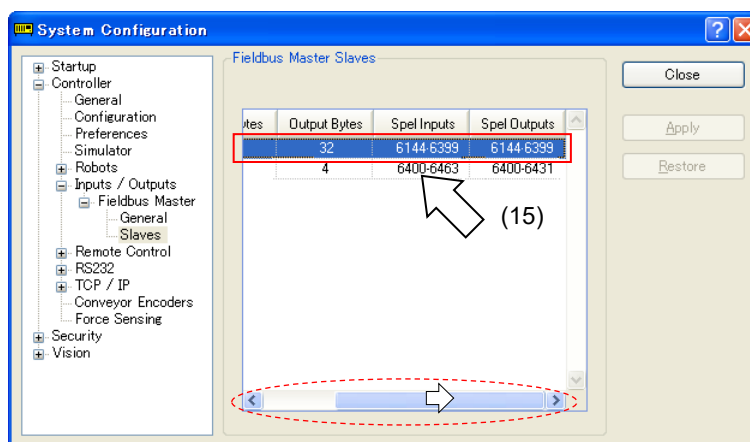 System Configuration
Startup
Controller
General
Configuration
Preferences
Simulator
Robots
Inputs / Outputs
Fieldbus Master
General
Slaves
Remote Control
RS232
TCP / IP
Conveyor Encoders
Force Sensing
Security
Vision
Fieldbus Master Slaves
Output Bytes Spel Inputs Spel Outputs
32 6144-6399 6144-6399
4 6400-6463 6400-6431
(15)
Close
Apply
Restore